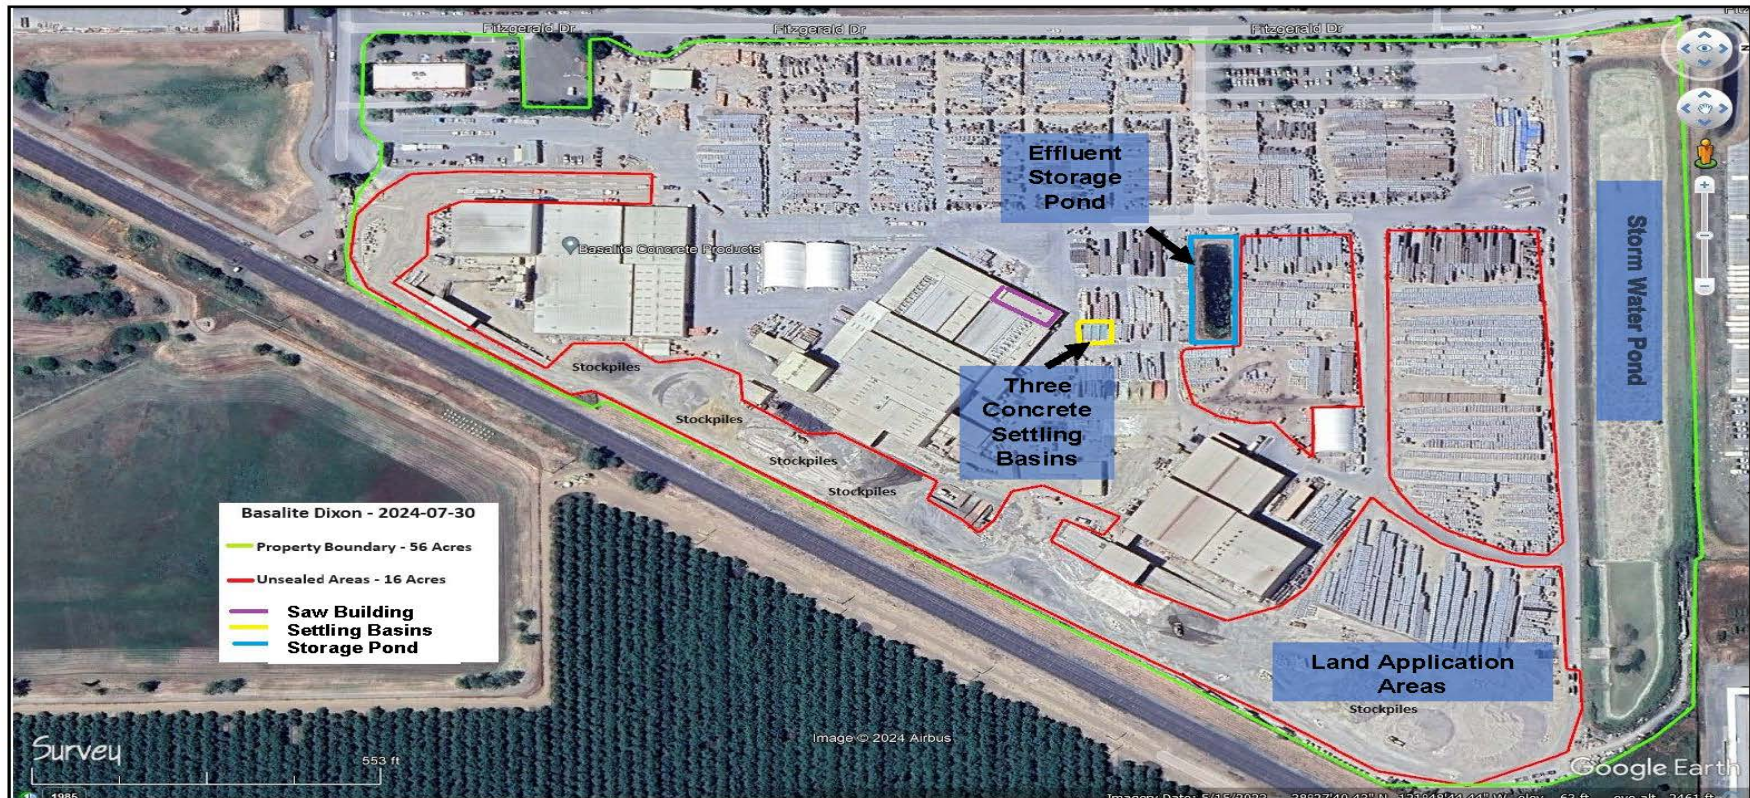 Fitzgerald Dr
Fitzgerald Dr
Fitzgerald Dr
N
Effluent
Storage
Pond
Storm Water Pond
Basalite Concrete Products
Three
Concrete
Settling
Basins
Stockpiles
Stockpiles
Stockpiles
Stockpiles
Basalite Dixon - 2024-07-30
Property Boundary - 56 Acres
Unsealed Areas - 16 Acres
Saw Building
Settling Basins
Storage Pond
Land Application
Areas
Stockpiles
Survey
553 ft
Image © 2024 Airbus
Google Earth
1985